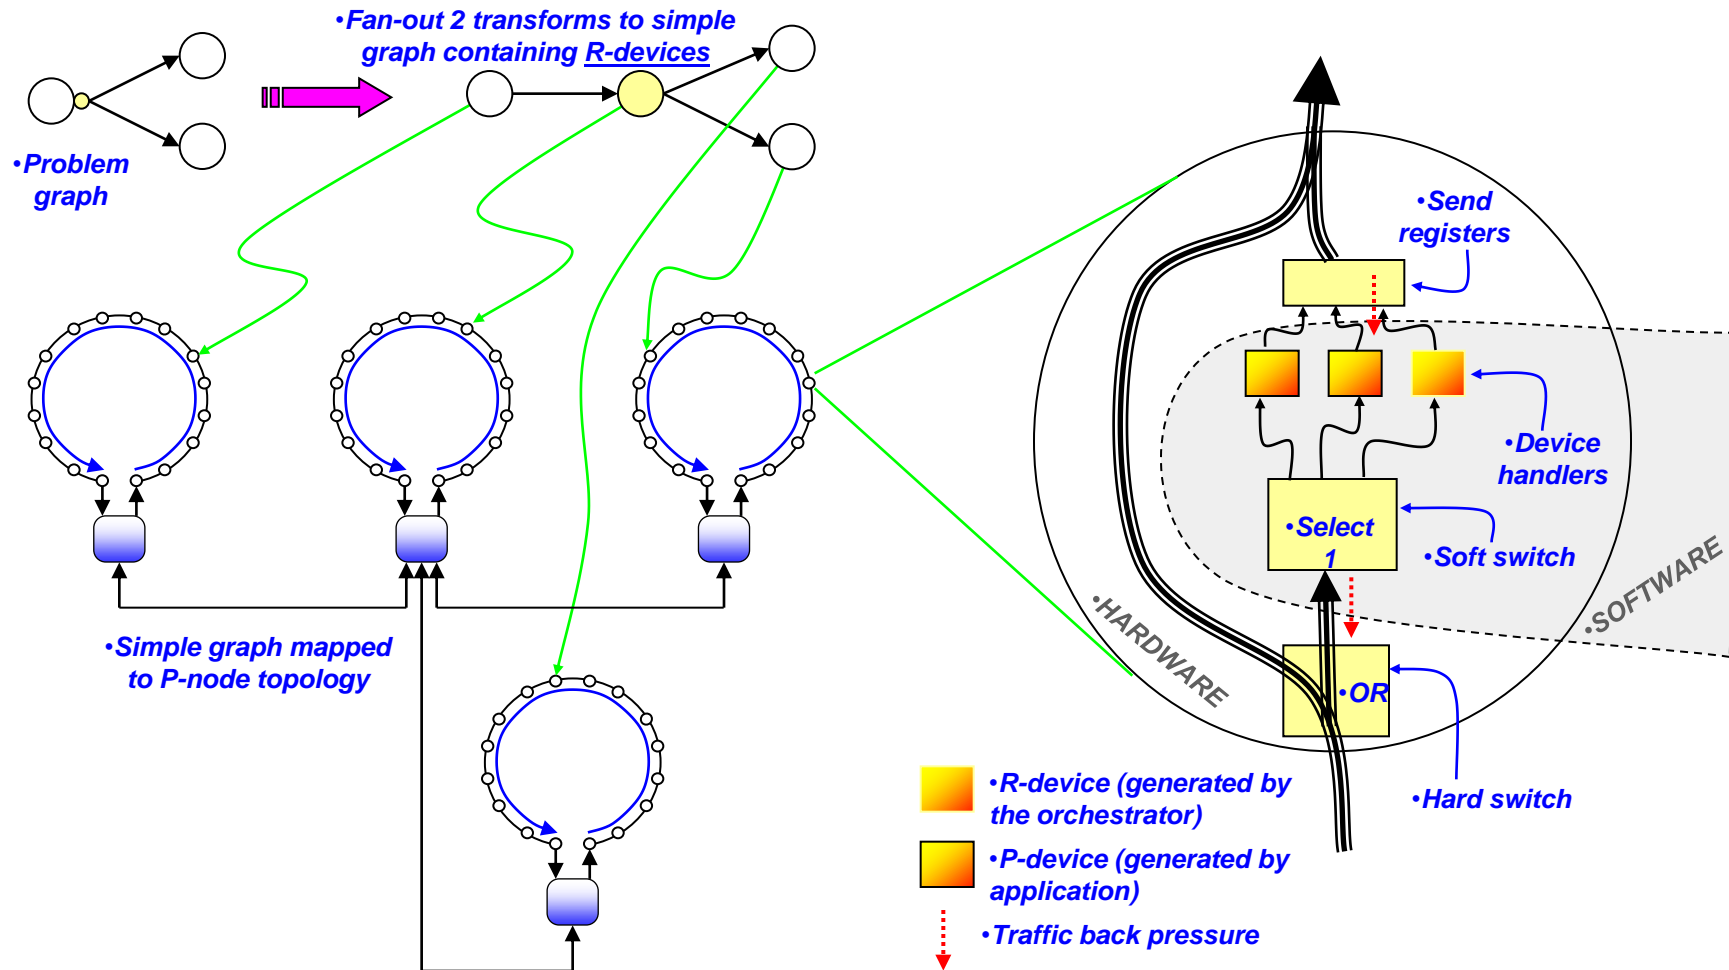 •Fan-out 2 transforms to simple
graph containing R-devices
•Problem
graph
•Send
registers
•Device
handlers
•Select
1
•Soft switch
•SOFTWARE
•HARDWARE
•OR
•Simple graph mapped
to P-node topology
•Hard switch
•R-device (generated by
the orchestrator)
•P-device (generated by
application)
•Traffic back pressure